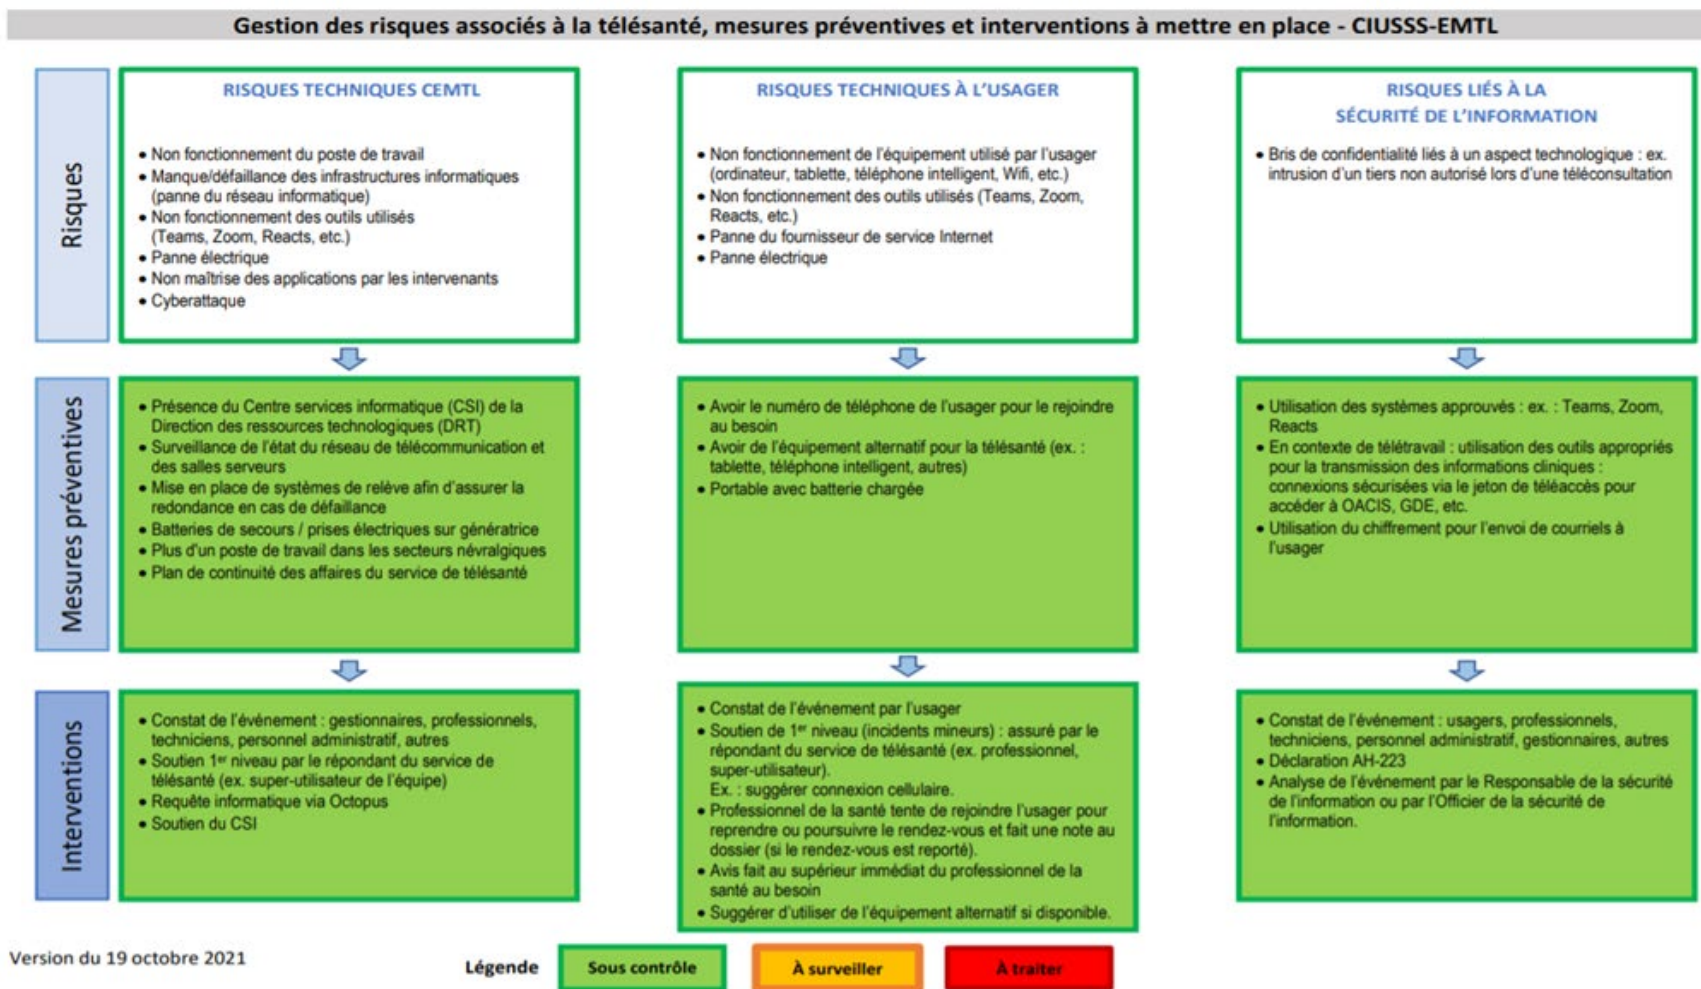 Gestion des risques associés à la télésanté, mesures préventives et interventions à mettre en place - CIUSSS-EMTL
Risques
RISQUES TECHNIQUES CEMTL
• Non fonctionnement du poste de travail
• Manque/défaillance des infrastructures informatiques
(panne du réseau informatique)
• Non fonctionnement des outils utilisés
(Teams, Zoom, Reacts, etc.)
• Panne électrique
• Non maîtrise des applications par les intervenants
• Cyberattaque
RISQUES TECHNIQUES À L'USAGER
• Non fonctionnement de l'équipement utilisé par l'usager
(ordinateur, tablette, téléphone intelligent, Wifi, etc.)
• Non fonctionnement des outils utilisés (Teams, Zoom,
Reacts, etc.)
• Panne du fournisseur de service Internet
• Panne électrique
RISQUES LIÉS À LA
SÉCURITÉ DE L'INFORMATION
• Bris de confidentialité liés à un aspect technologique : ex.
intrusion d'un tiers non autorisé lors d'une téléconsultation
Mesures préventives
• Présence du Centre services informatique (CSI) de la
Direction des ressources technologiques (DRT)
• Surveillance de l'état du réseau de télécommunication et
des salles serveurs
• Mise en place de systèmes de relève afin d'assurer la
redondance en cas de défaillance
• Batteries de secours / prises électriques sur génératrice
• Plus d'un poste de travail dans les secteurs névralgiques
• Plan de continuité des affaires du service de télésanté
• Avoir le numéro de téléphone de l'usager pour le rejoindre
au besoin
• Avoir de l'équipement alternatif pour la télésanté (ex. :
tablette, téléphone intelligent, autres)
• Portable avec batterie chargée
• Utilisation des systèmes approuvés : ex. : Teams, Zoom,
Reacts
• En contexte de télétravail : utilisation des outils appropriés
pour la transmission des informations cliniques :
connexions sécurisées via le jeton de téléaccès pour
accéder à OACIS, GDE, etc.
• Utilisation du chiffrement pour l'envoi de courriels à
l'usager
Interventions
• Constat de l'événement : gestionnaires, professionnels,
techniciens, personnel administratif, autres
• Soutien 1er niveau par le répondant du service de
télésanté (ex. super-utilisateur de l'équipe)
• Requête informatique via Octopus
• Soutien du CSI
• Constat de l'événement par l'usager
• Soutien de 1er niveau (incidents mineurs) : assuré par le
répondant du service de télésanté (ex. professionnel,
super-utilisateur).
Ex. : suggérer connexion cellulaire.
• Professionnel de la santé tente de rejoindre l'usager pour
reprendre ou poursuivre le rendez-vous et fait une note au
dossier (si le rendez-vous est reporté).
• Avis fait au supérieur immédiat du professionnel de la
santé au besoin
• Suggérer d'utiliser de l'équipement alternatif si disponible.
• Constat de l'événement : usagers, professionnels,
techniciens, personnel administratif, gestionnaires, autres
• Déclaration AH-223
• Analyse de l'événement par le Responsable de la sécurité
de l'information ou par l'Officier de la sécurité de
l'information.
Version du 19 octobre 2021
Légende
Sous contrôle
À surveiller
À traiter